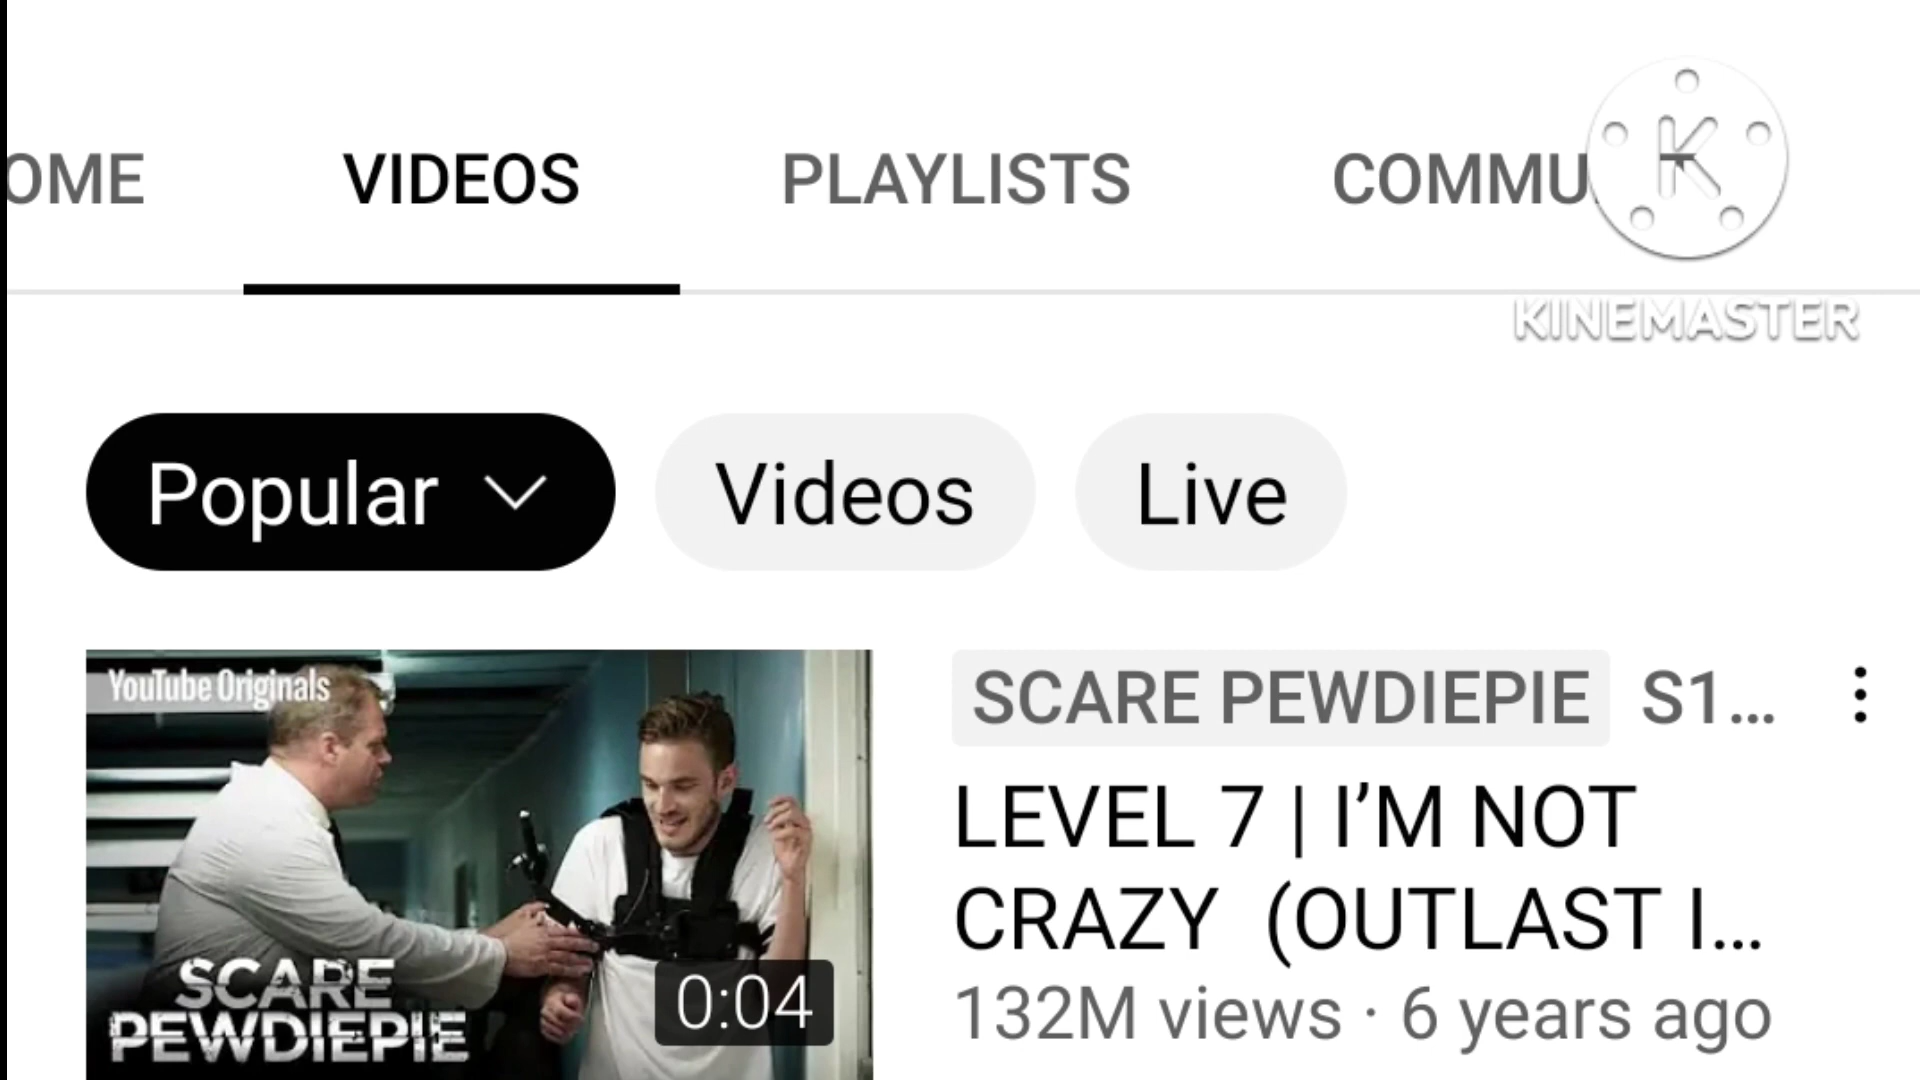 OME VIDEOS PLAYLISTS COMMU
K
KINEMASTER
Popular Videos Live
YouTube Originals
SCARE
PEWDIEPIE
0:04
SCARE PEWDIEPIE S1...
LEVEL 7 | I’M NOT
CRAZY (OUTLAST I...
132M views · 6 years ago